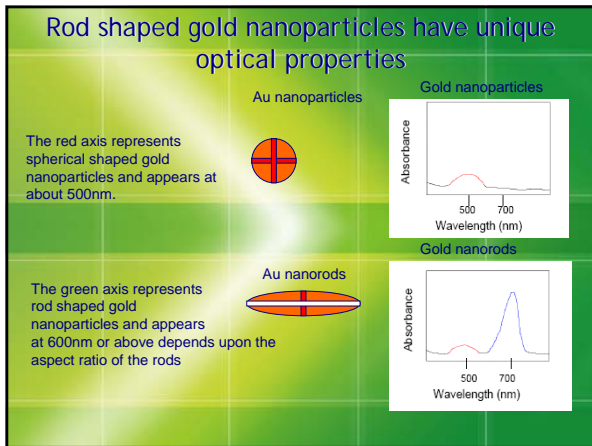 Rod shaped gold nanoparticles have unique
optical properties
Au nanoparticles
Gold nanoparticles
The red axis represents
spherical shaped gold
nanoparticles and appears at
about 500nm.
Absorbance
500 700
Wavelength (nm)
Au nanorods
Gold nanorods
The green axis represents
rod shaped gold
nanoparticles and appears
at 600nm or above depends upon the
aspect ratio of the rods
Absorbance
500 700
Wavelength (nm)